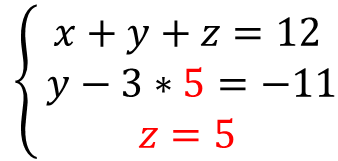 x + y + z = 12
y − 3 * 5 = −11
z = 5